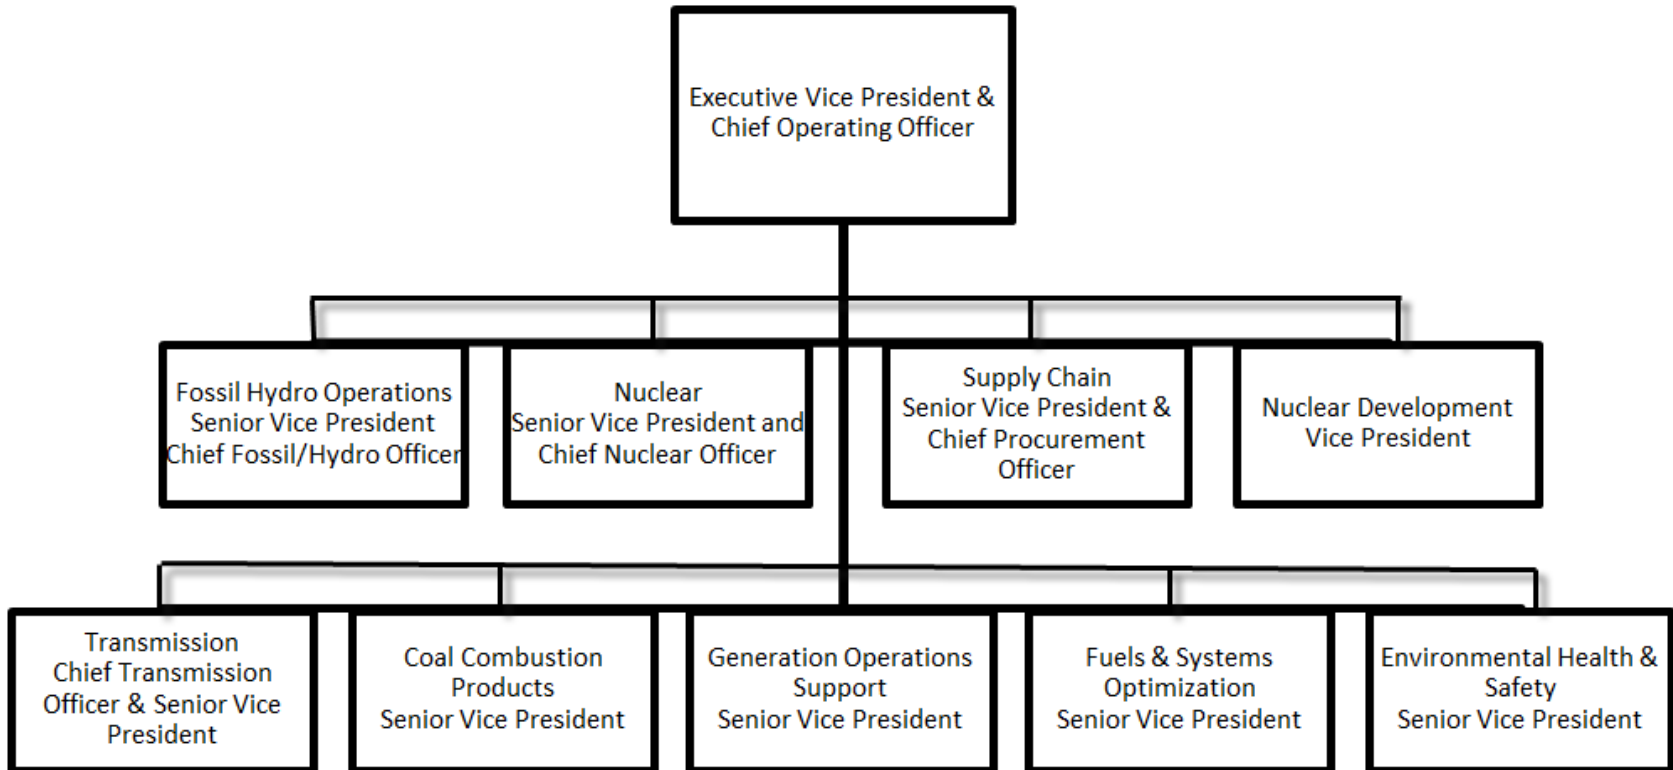 Executive Vice President &
Chief Operating Officer
Fossil Hydro Operations
Senior Vice President
Chief Fossil/Hydro Officer
Nuclear
Senior Vice President and
Chief Nuclear Officer
Supply Chain
Senior Vice President &
Chief Procurement
Officer
Nuclear Development
Vice President
Transmission
Chief Transmission
Officer & Senior Vice
President
Coal Combustion
Products
Senior Vice President
Generation Operations
Support
Senior Vice President
Fuels & Systems
Optimization
Senior Vice President
Environmental Health &
Safety
Senior Vice President